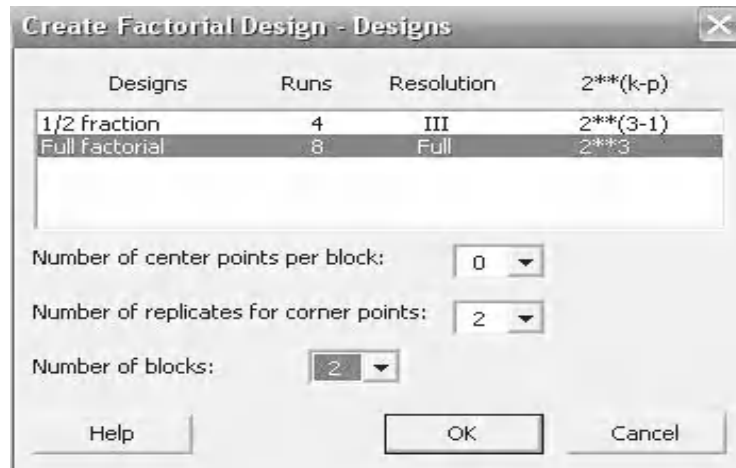 Create Factorial Design - Designs
Designs Runs Resolution 2**(k-p)
1/2 fraction 4 III 2**(3-1)
Full factorial 8 Full 2**3
Number of center points per block: 0
Number of replicates for corner points: 2
Number of blocks: 2
Help OK Cancel